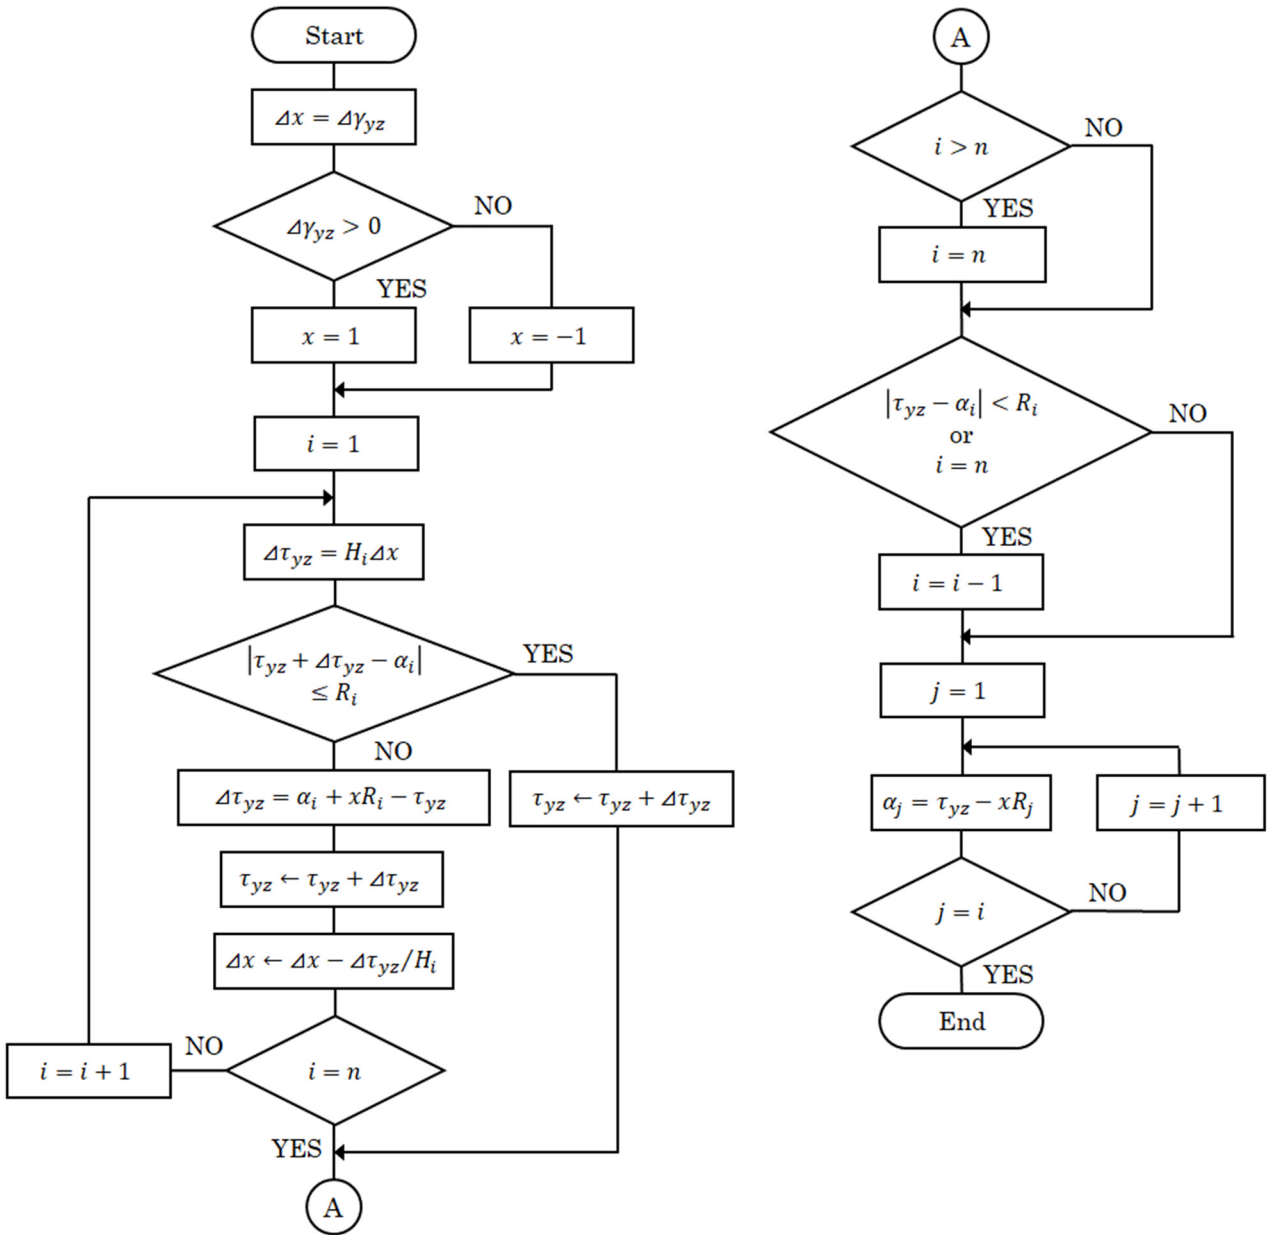 Start
Δx = Δγyz
Δγyz > 0
NO
YES
x = 1
x = −1
i = 1
Δτyz = HiΔx
|τyz + Δτyz − αi|
≤ Ri
YES
NO
Δτyz = αi + xRi − τyz
τyz ← τyz + Δτyz
τyz ← τyz + Δτyz
Δx ← Δx − Δτyz/Hi
i = n
NO
i = i + 1
YES
A
A
i > n
NO
YES
i = n
|τyz − αi| < Ri
or
i = n
NO
YES
i = i − 1
j = 1
αj = τyz − xRj
j = j + 1
j = i
NO
YES
End